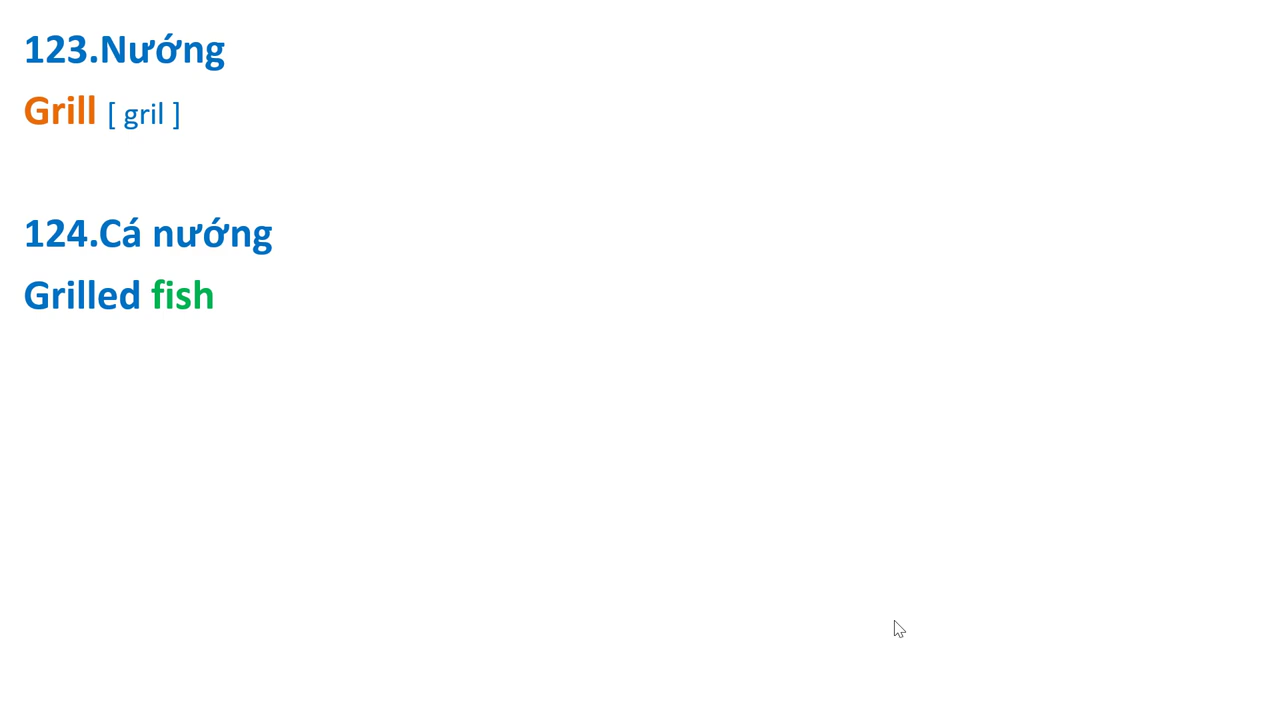 123.Nướng
Grill [ gril ]
124.Cá nướng
Grilled fish